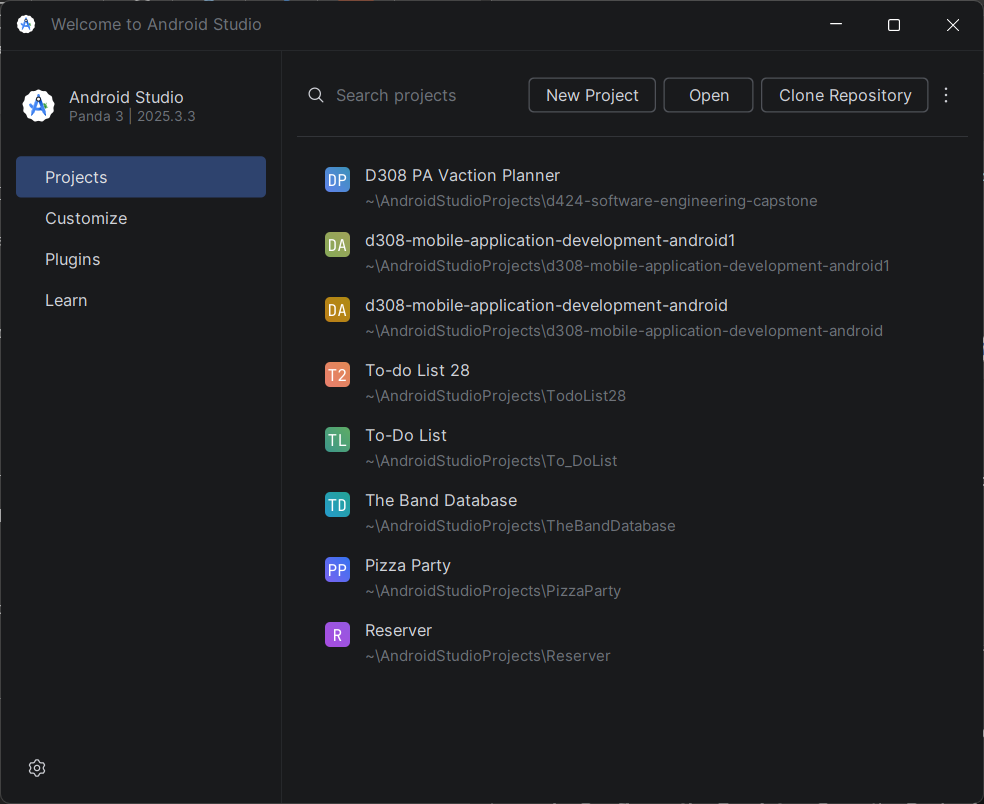 Welcome to Android Studio
Android Studio
Panda 3 | 2025.3.3
Projects
Customize
Plugins
Learn
Search projects
New Project
Open
Clone Repository
DP
D308 PA Vaction Planner
~\AndroidStudioProjects\d424-software-engineering-capstone
DA
d308-mobile-application-development-android1
~\AndroidStudioProjects\d308-mobile-application-development-android1
DA
d308-mobile-application-development-android
~\AndroidStudioProjects\d308-mobile-application-development-android
T2
To-do List 28
~\AndroidStudioProjects\TodoList28
TL
To-Do List
~\AndroidStudioProjects\To_DoList
TD
The Band Database
~\AndroidStudioProjects\TheBandDatabase
PP
Pizza Party
~\AndroidStudioProjects\PizzaParty
R
Reserver
~\AndroidStudioProjects\Reserver